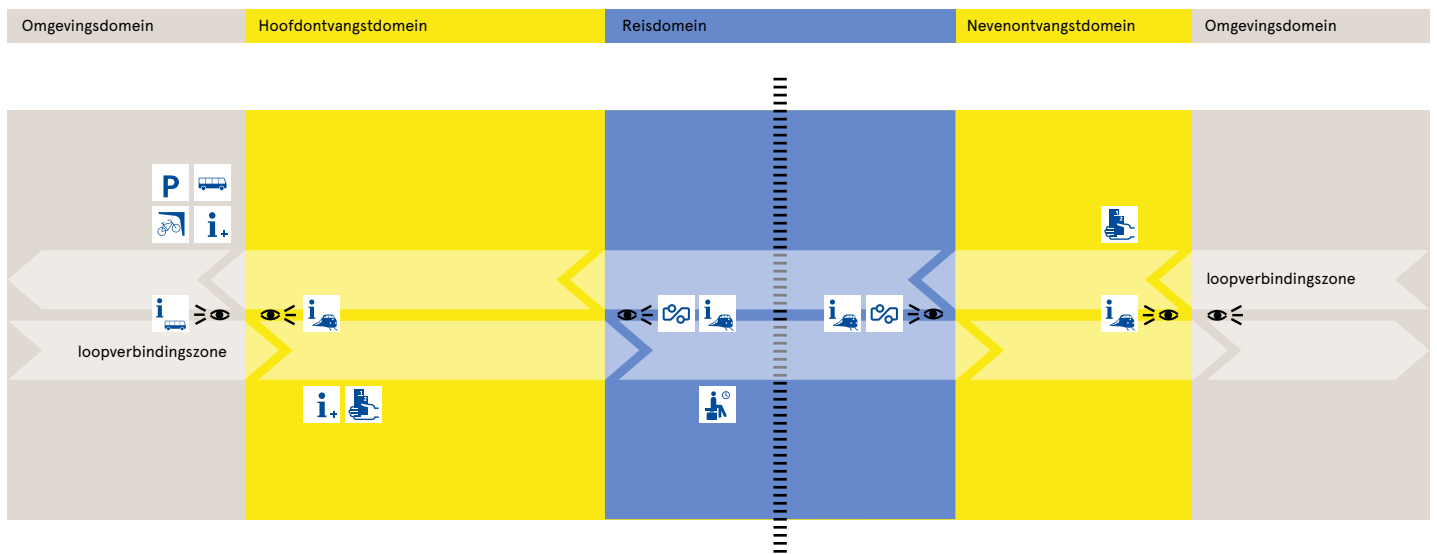 Omgevingsdomein
Hoofdontvangstdomein
Reisdomein
Nevenontvangstdomein
Omgevingsdomein
P
i+
loopverbindingszone
i
i
i
i
i
loopverbindingszone
i+